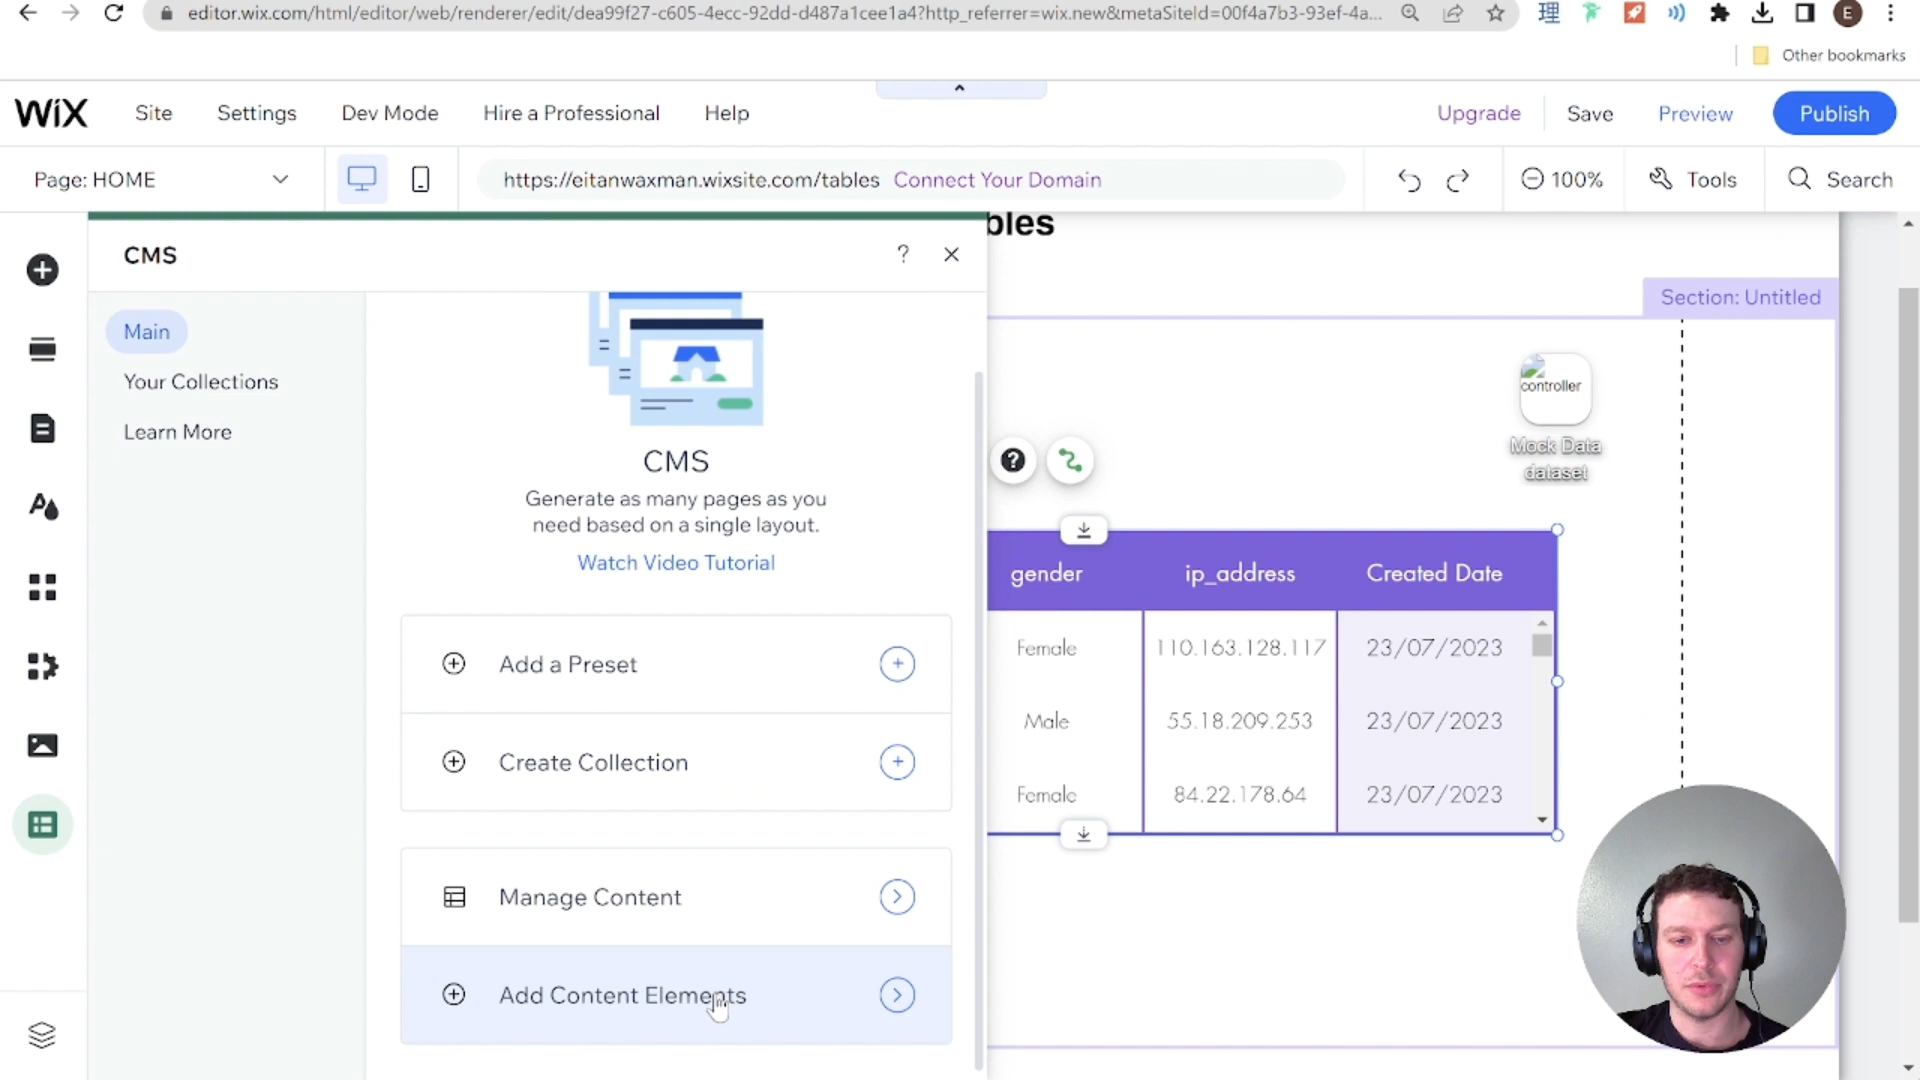 editor.wix.com/html/editor/web/renderer/edit/dea99f27-c605-4ecc-92dd-d487a1cee1a4?http_referrer=wix.new&metaSiteId=00f4a7b3-93ef-4a...
理
E
Other bookmarks
WiX
Site
Settings
Dev Mode
Hire a Professional
Help
Upgrade
Save
Preview
Publish
Page: HOME
https://eitanwaxman.wixsite.com/tables
Connect Your Domain
100%
Tools
Search
CMS
?
bles
Main
Your Collections
Learn More
Section: Untitled
controller
Mock Data
dataset
CMS
Generate as many pages as you
need based on a single layout.
Watch Video Tutorial
Add a Preset
Create Collection
Manage Content
Add Content Elements
?
gender
ip_address
Created Date
Female
110.163.128.117
23/07/2023
Male
55.18.209.253
23/07/2023
Female
84.22.178.64
23/07/2023